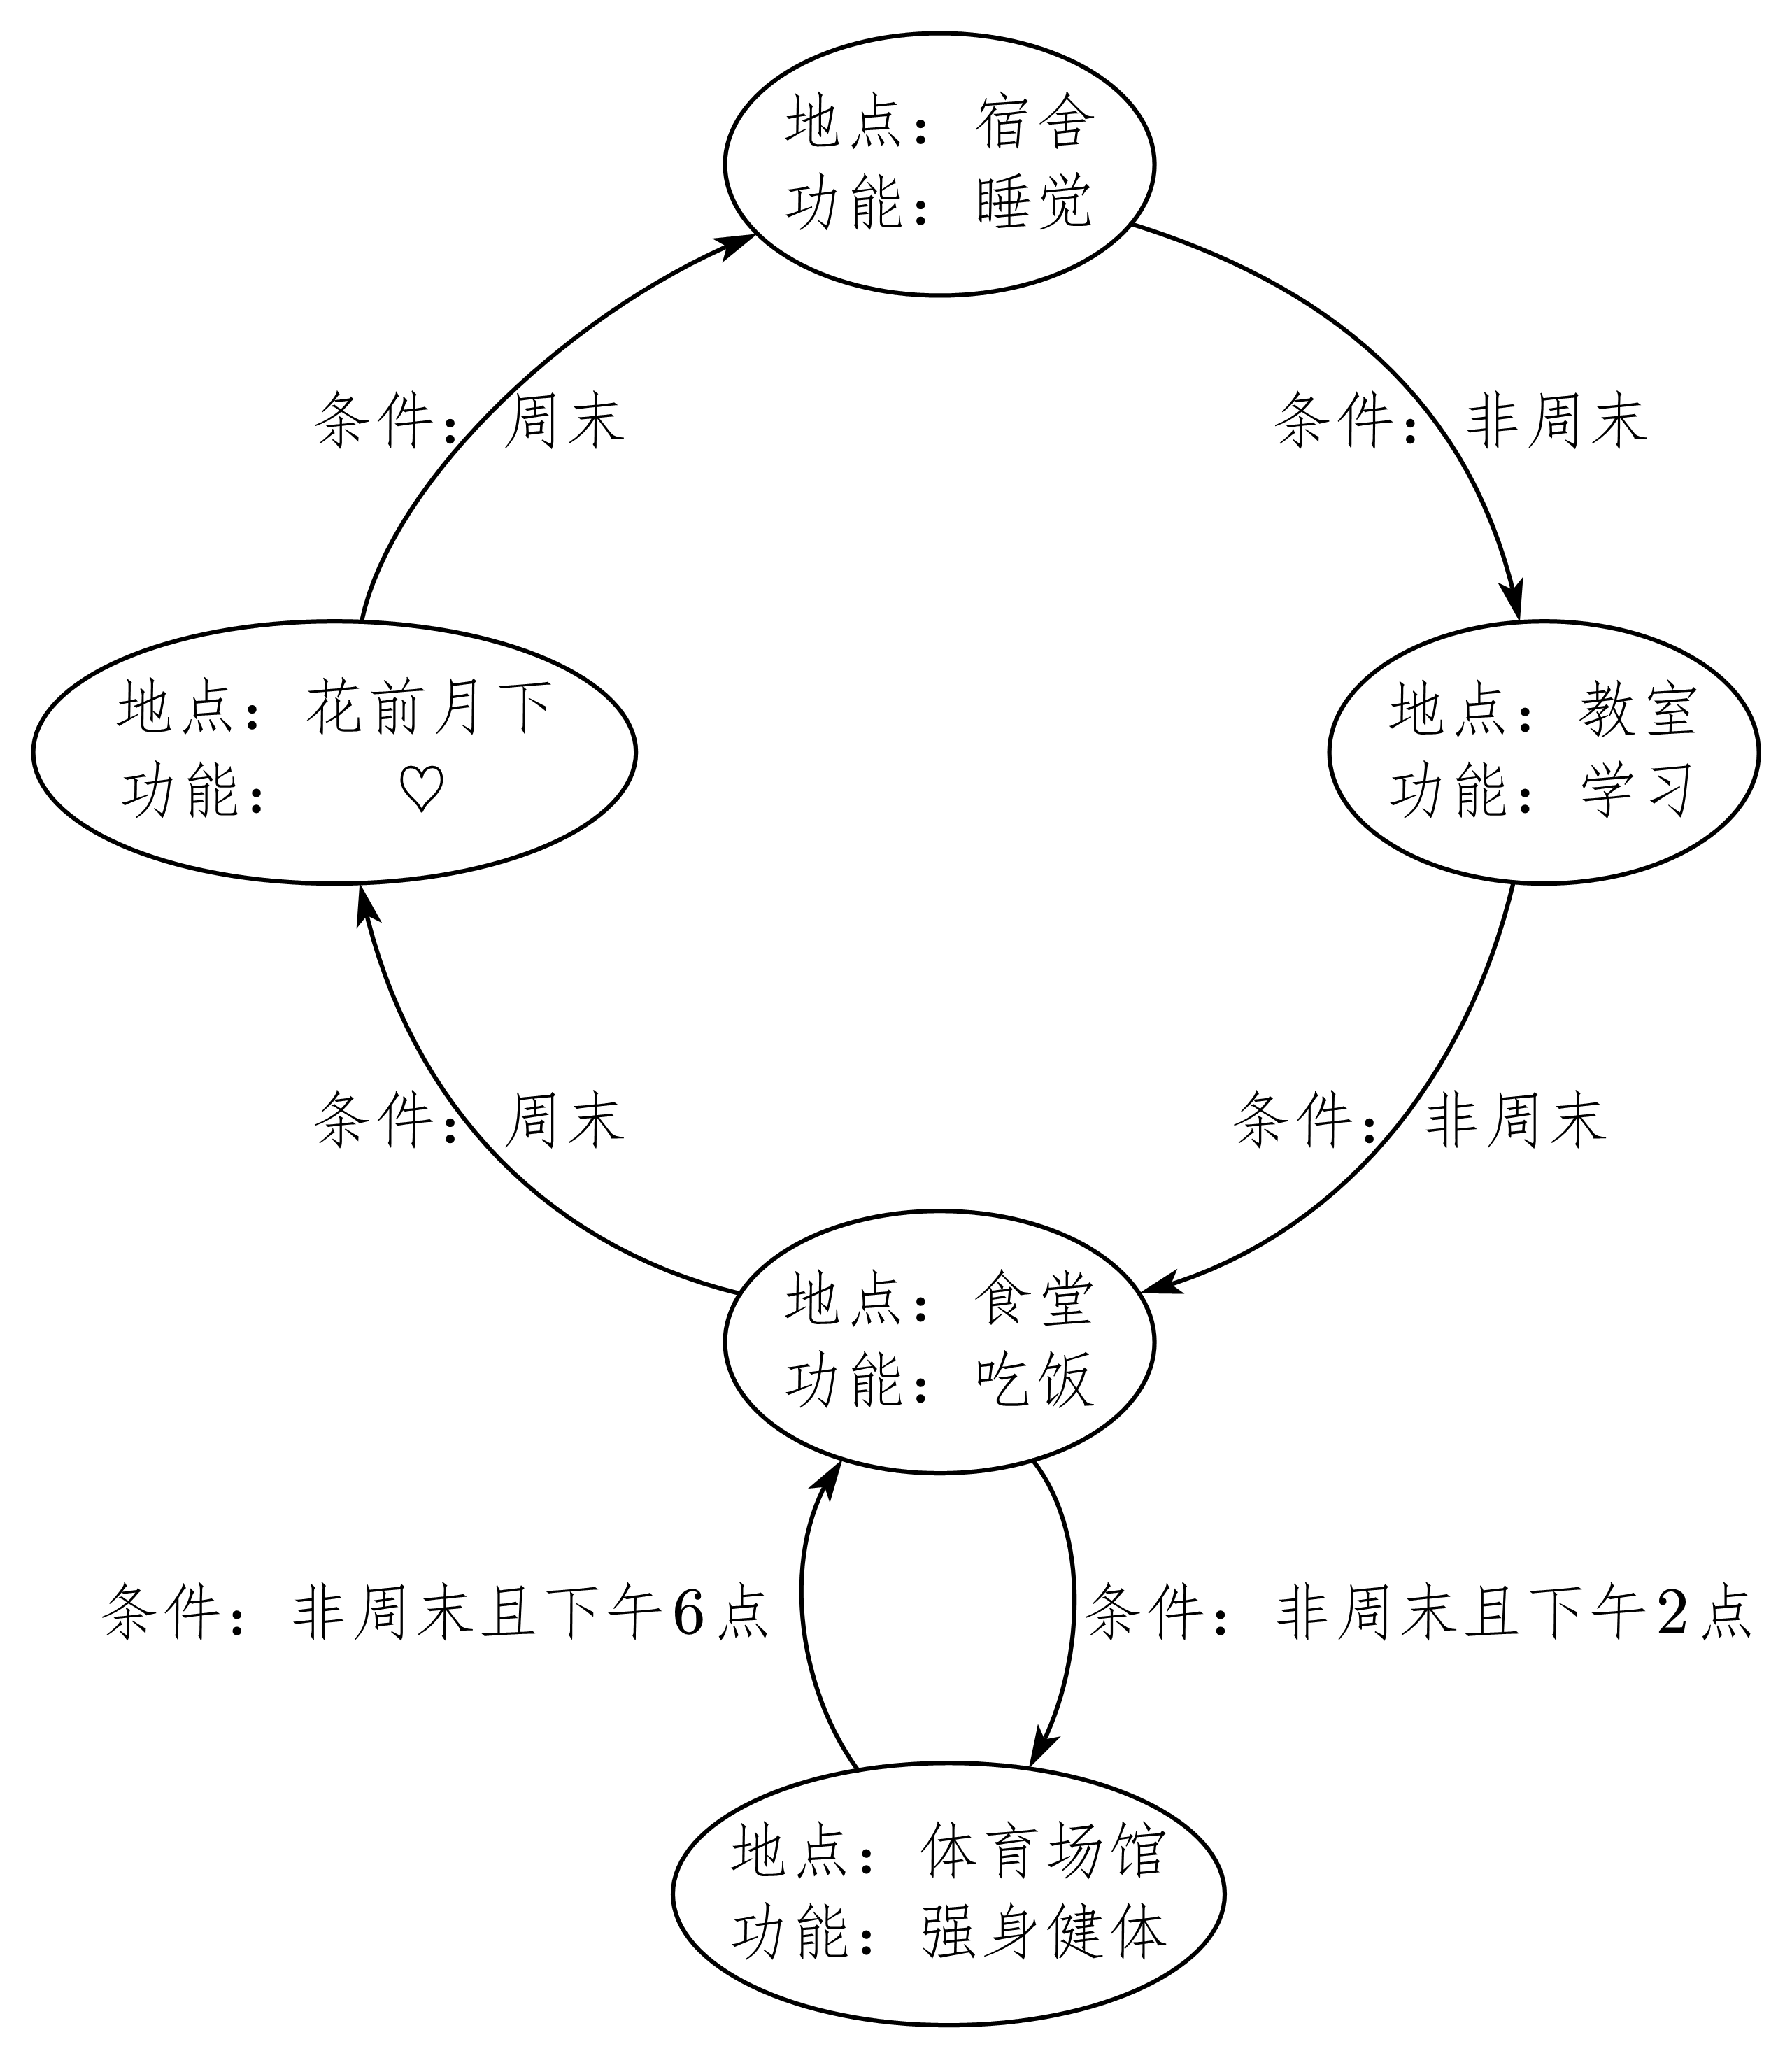 地点：宿舍
功能：睡觉
条件：周末
条件：非周末
地点：花前月下
功能：♡
地点：教室
功能：学习
条件：周末
条件：非周末
地点：食堂
功能：吃饭
条件：非周末且下午6点
条件：非周末且下午2点
地点：体育场馆
功能：强身健体